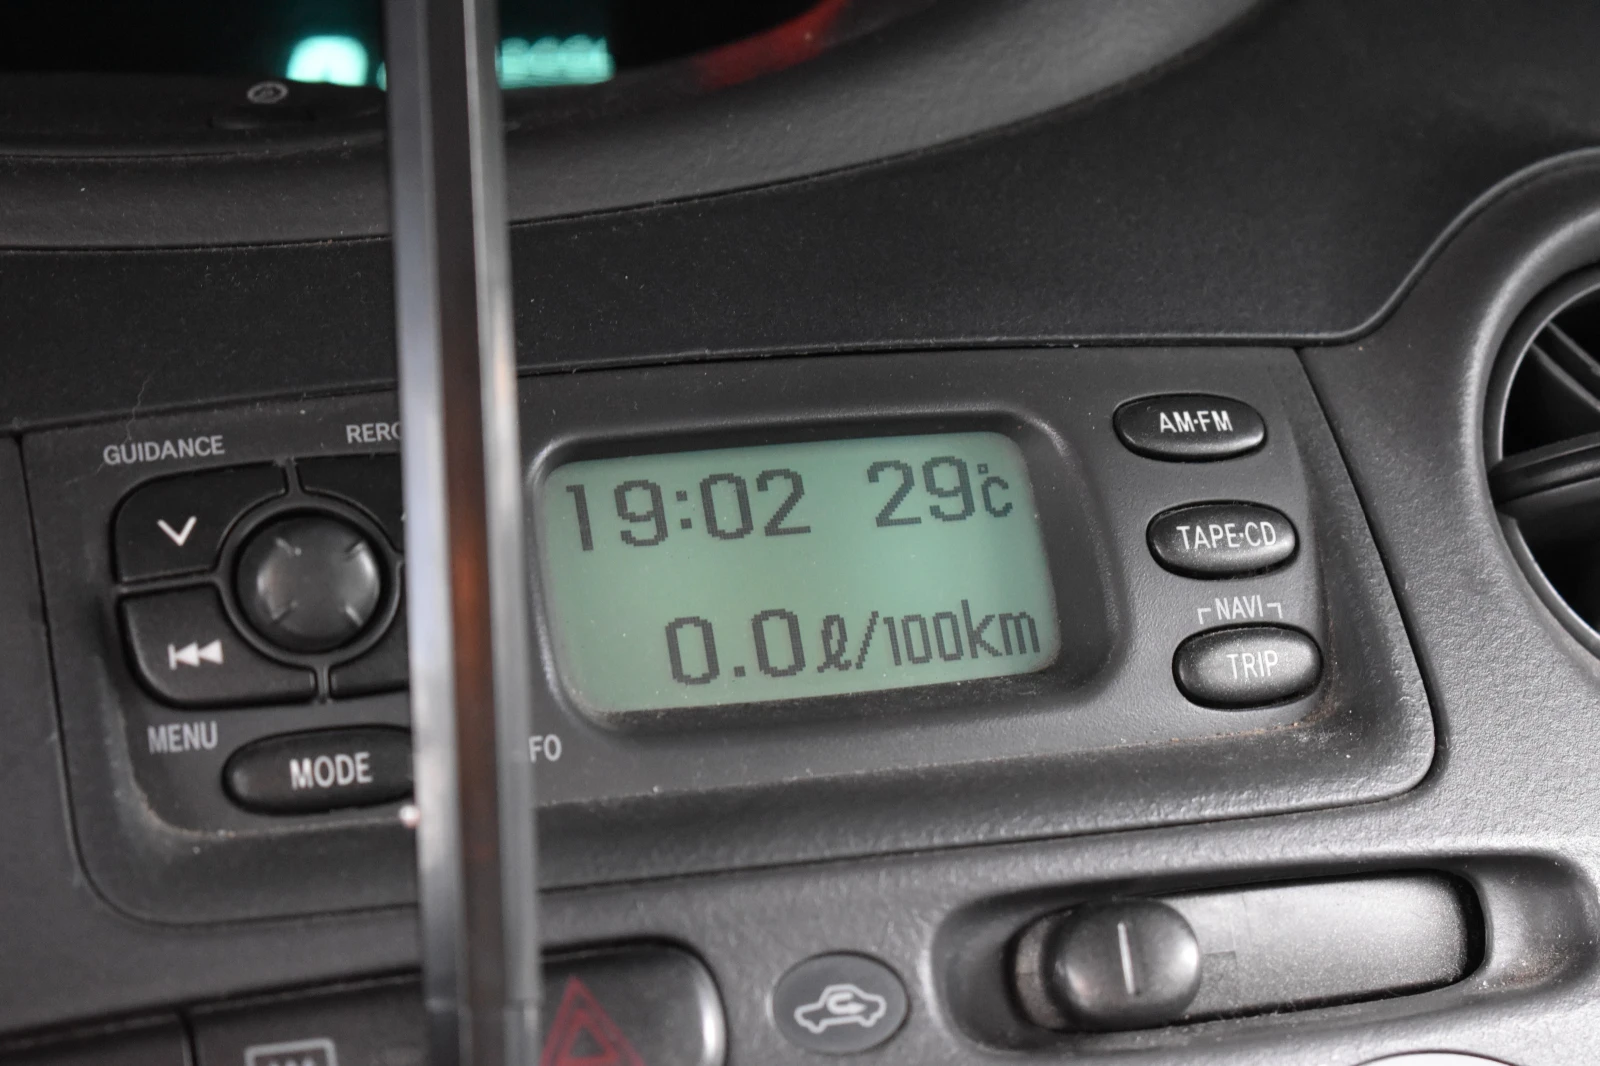 GUIDANCE
AM·FM
19:02 29°c
TAPE·CD
NAVI
0.0ℓ/100km
TRIP
MENU
MODE